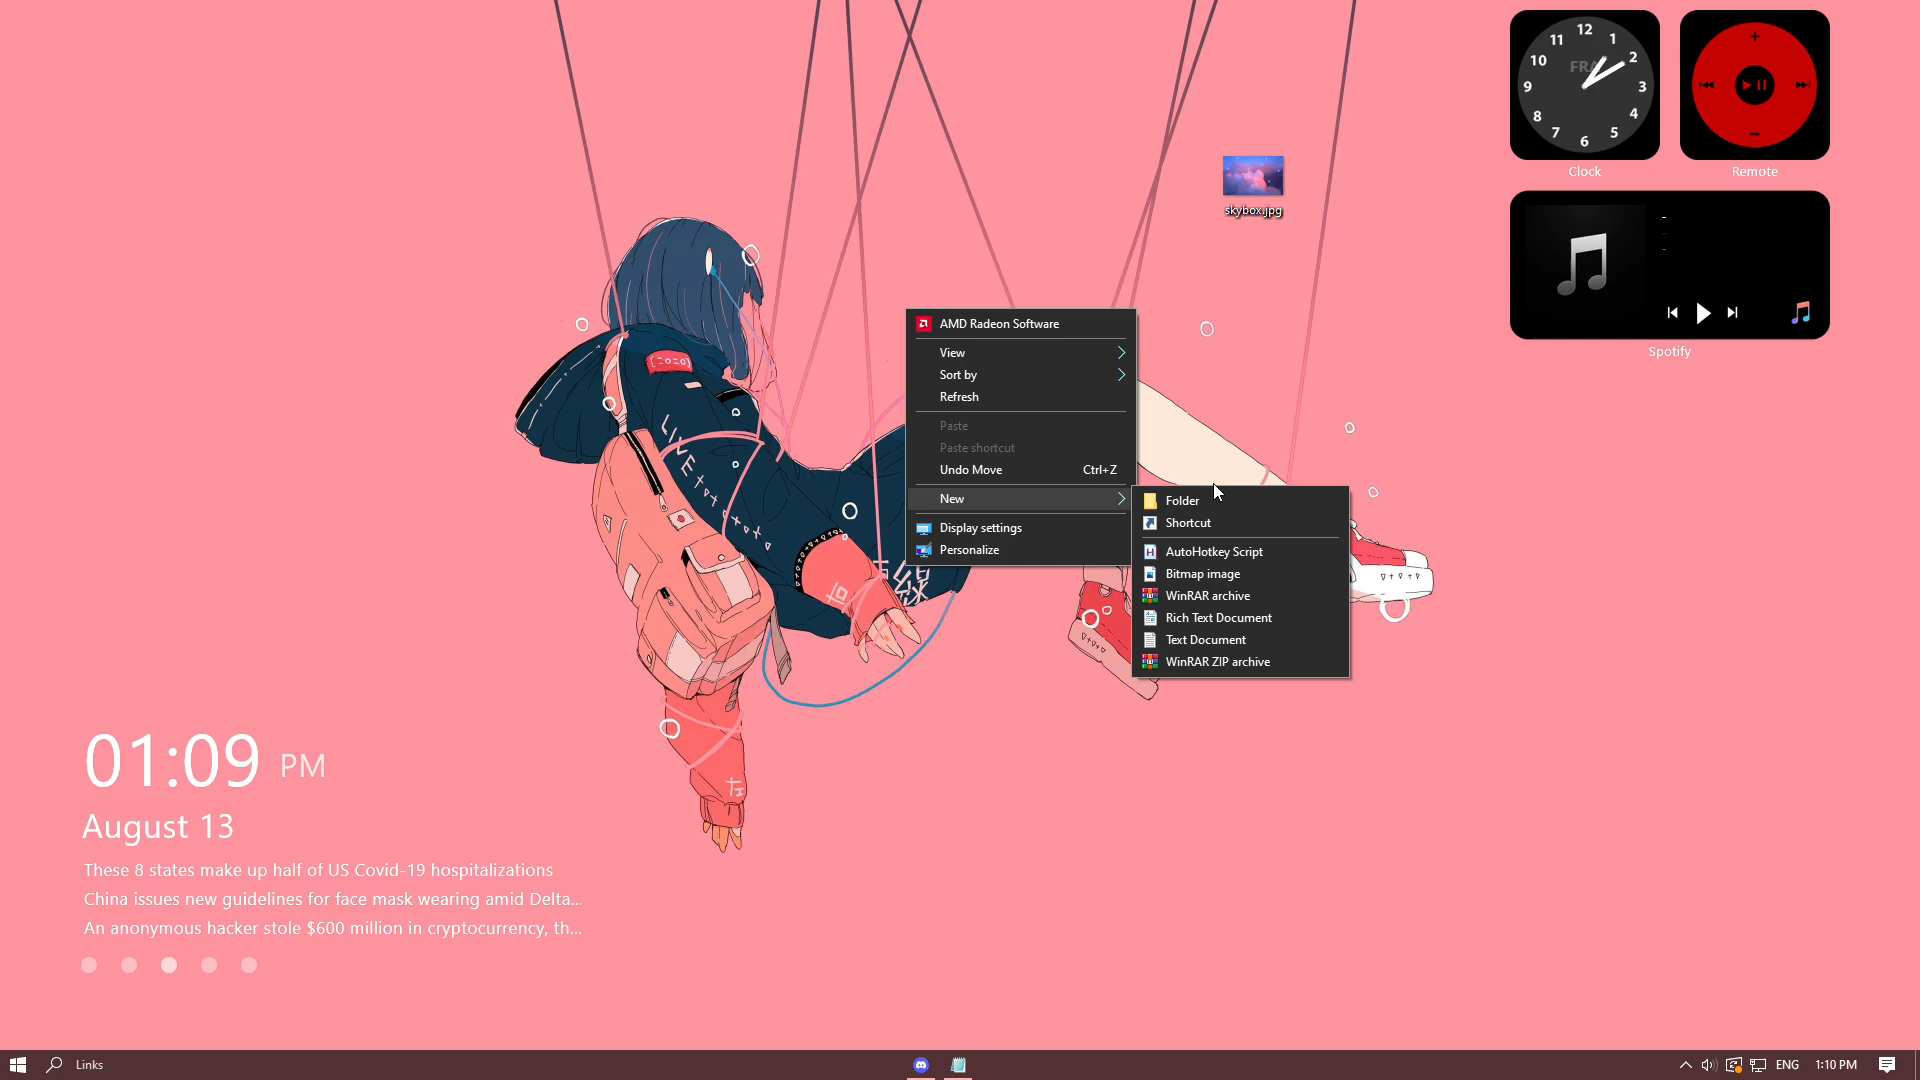 12
11
1
10
2
9
3
8
4
7
5
6
FRA
Clock
Remote
skybox.jpg
Spotify
AMD Radeon Software
View
Sort by
Refresh
Paste
Paste shortcut
Undo Move Ctrl+Z
New
Display settings
Personalize
Folder
Shortcut
AutoHotkey Script
Bitmap image
WinRAR archive
Rich Text Document
Text Document
WinRAR ZIP archive
LIVE
線
01:09 PM
August 13
These 8 states make up half of US Covid-19 hospitalizations
China issues new guidelines for face mask wearing amid Delta...
An anonymous hacker stole $600 million in cryptocurrency, th...
Links
ENG
1:10 PM